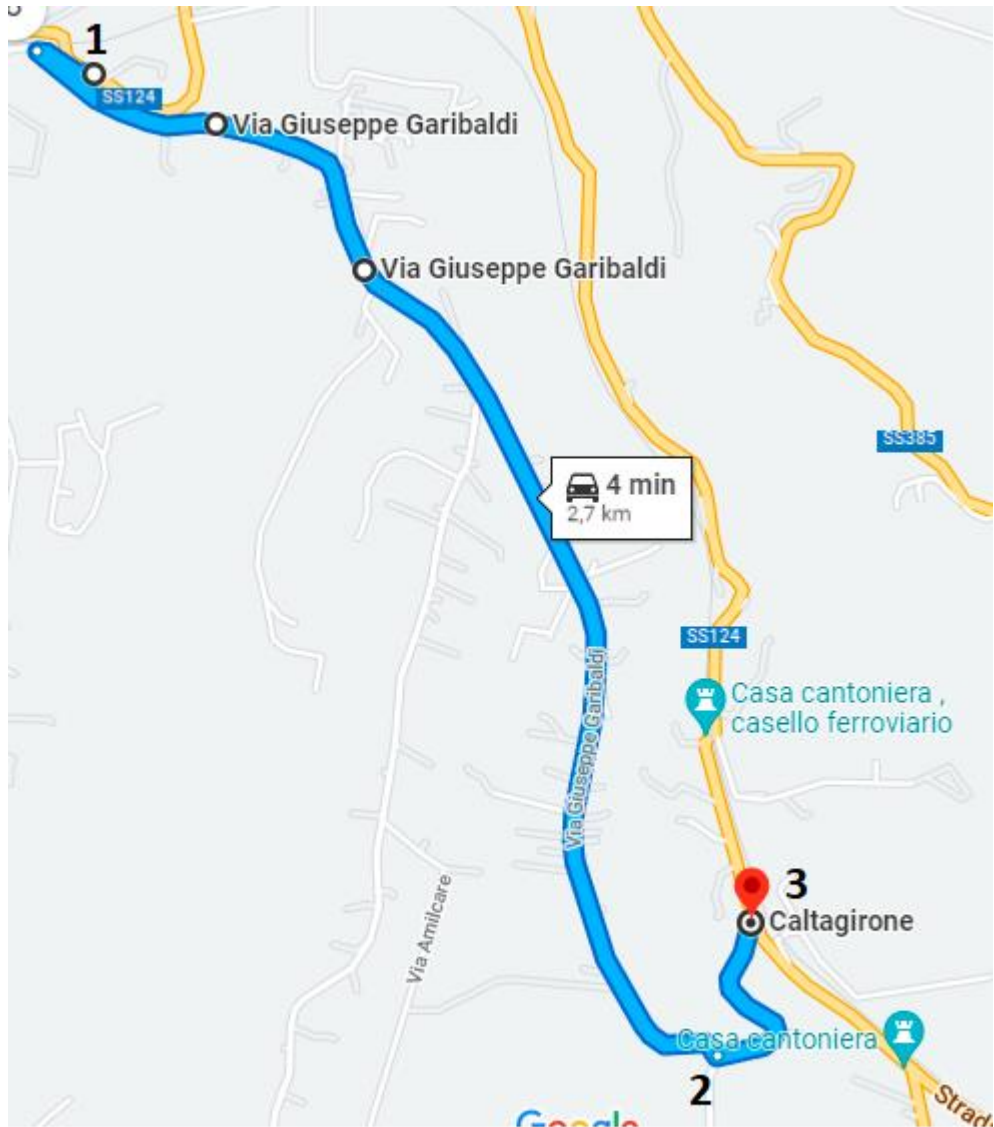 1
SS124
Via Giuseppe Garibaldi
Via Giuseppe Garibaldi
SS385
4 min
2,7 km
SS124
Via Giuseppe Garibaldi
Casa cantoniera ,
casello ferroviario
3
Caltagirone
Via Amilcare
Casa cantoniera
2
Strad
Google